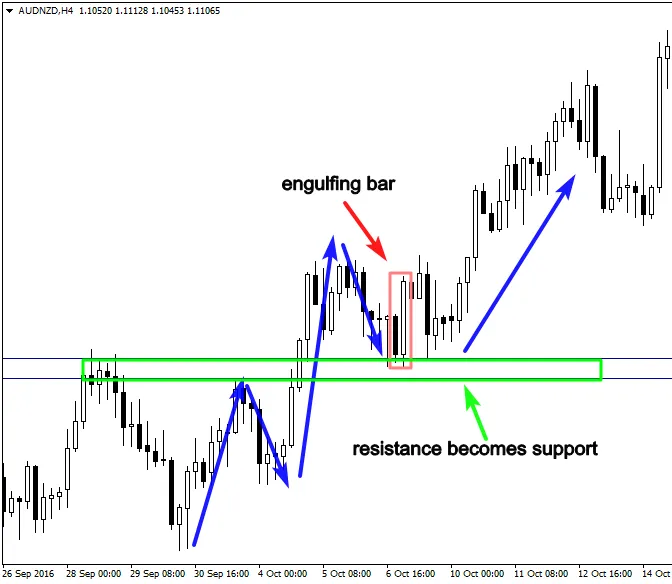 AUDNZD,H4 1.10520 1.11128 1.10453 1.11065
engulfing bar
resistance becomes support
26 Sep 2016 28 Sep 00:00 29 Sep 08:00 30 Sep 16:00 4 Oct 00:00 5 Oct 08:00 6 Oct 16:00 10 Oct 00:00 11 Oct 08:00 12 Oct 16:00 14 Oct